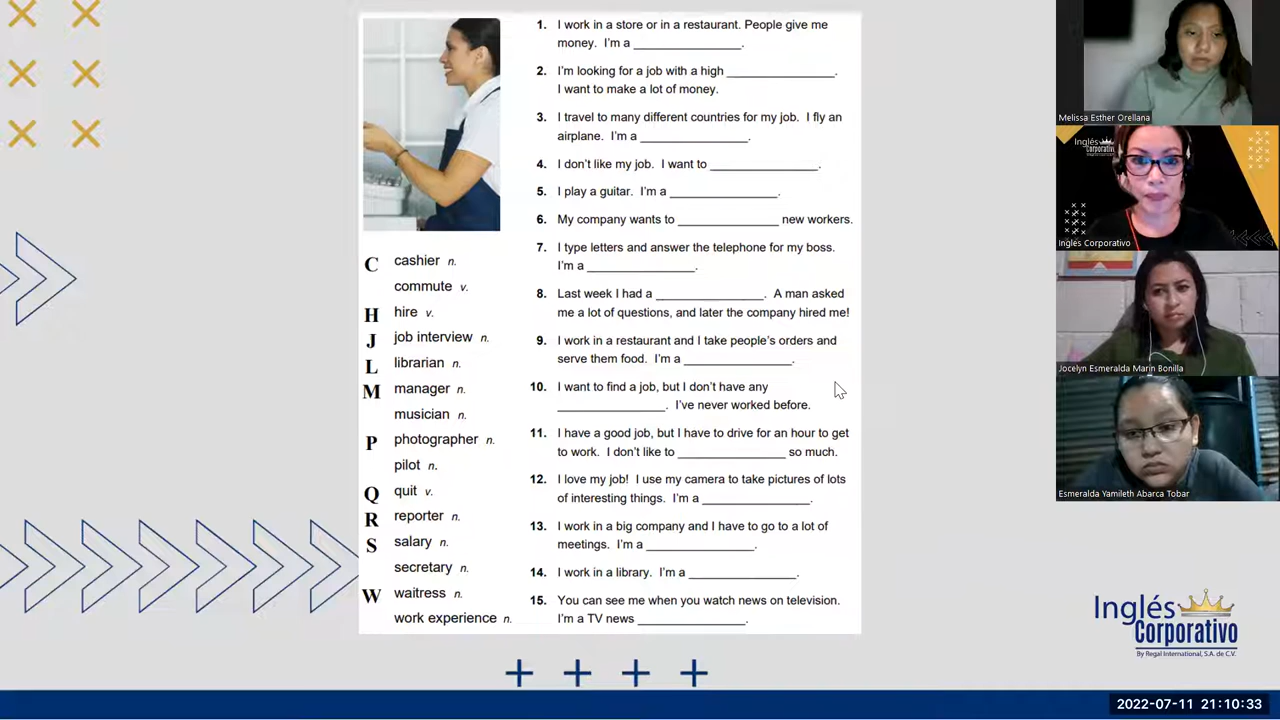 1. I work in a store or in a restaurant. People give me
money. I'm a ________________.
2. I'm looking for a job with a high ________________.
I want to make a lot of money.
3. I travel to many different countries for my job. I fly an
airplane. I'm a ________________.
4. I don't like my job. I want to ________________.
5. I play a guitar. I'm a ________________.
6. My company wants to _______________ new workers.
7. I type letters and answer the telephone for my boss.
I'm a ________________.
8. Last week I had a ________________. A man asked
me a lot of questions, and later the company hired me!
9. I work in a restaurant and I take people's orders and
serve them food. I'm a ________________.
10. I want to find a job, but I don't have any
________________. I've never worked before.
11. I have a good job, but I have to drive for an hour to get
to work. I don't like to ________________ so much.
12. I love my job! I use my camera to take pictures of lots
of interesting things. I'm a ________________.
13. I work in a big company and I have to go to a lot of
meetings. I'm a ________________.
14. I work in a library. I'm a ________________.
15. You can see me when you watch news on television.
I'm a TV news ________________.
C cashier n.
commute v.
H hire v.
J job interview n.
L librarian n.
M manager n.
musician n.
P photographer n.
pilot n.
Q quit v.
R reporter n.
S salary n.
secretary n.
W waitress n.
work experience n.
Melissa Esther Orellana
Inglés
Corporativo
Inglés Corporativo
Jocelyn Esmeralda Marin Bonilla
Esmeralda Yamileth Abarca Tobar
Inglés
Corporativo
By Regal International, S.A. de C.V.
2022-07-11 21:10:33